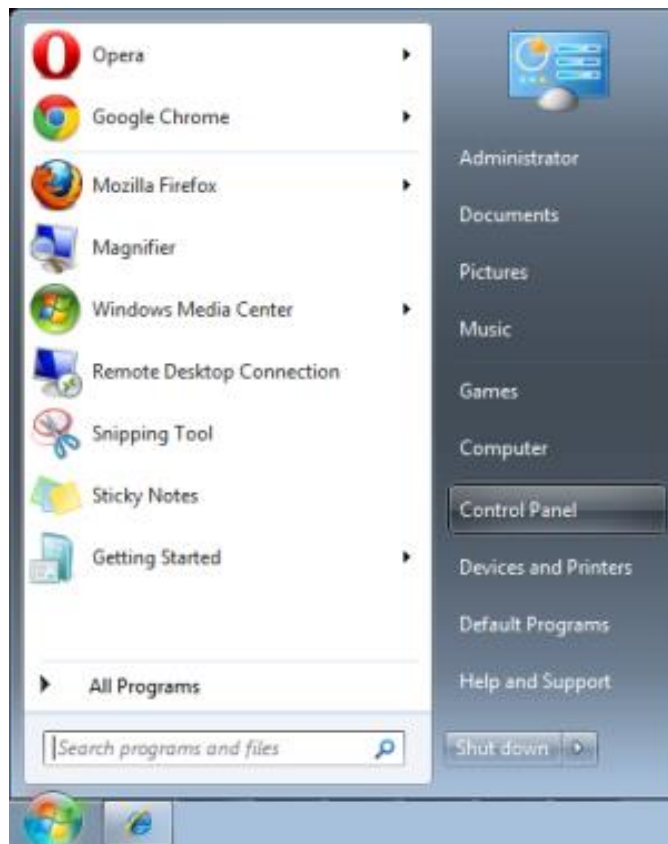 Opera
Google Chrome
Mozilla Firefox
Magnifier
Windows Media Center
Remote Desktop Connection
Snipping Tool
Sticky Notes
Getting Started
All Programs
Search programs and files
Administrator
Documents
Pictures
Music
Games
Computer
Control Panel
Devices and Printers
Default Programs
Help and Support
Shut down